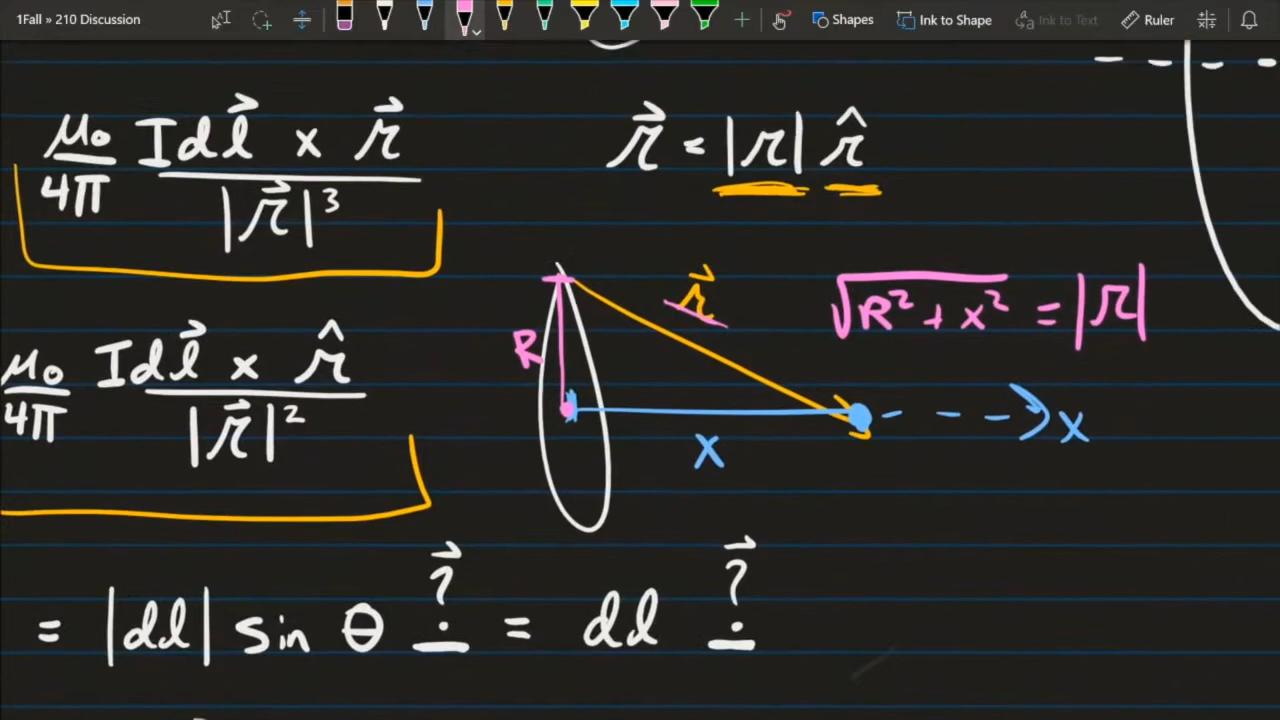 1Fall » 210 Discussion
Shapes Ink to Shape Ink to Text Ruler
μ₀/4π I dl⃗ × r⃗ / |r⃗|³
r⃗ = |r| r̂
r⃗
√(R² + x²) = |r|
R
x
x
μ₀/4π I dl⃗ × r̂ / |r⃗|²
= |dl| sin θ ?⃗ = dl ?⃗